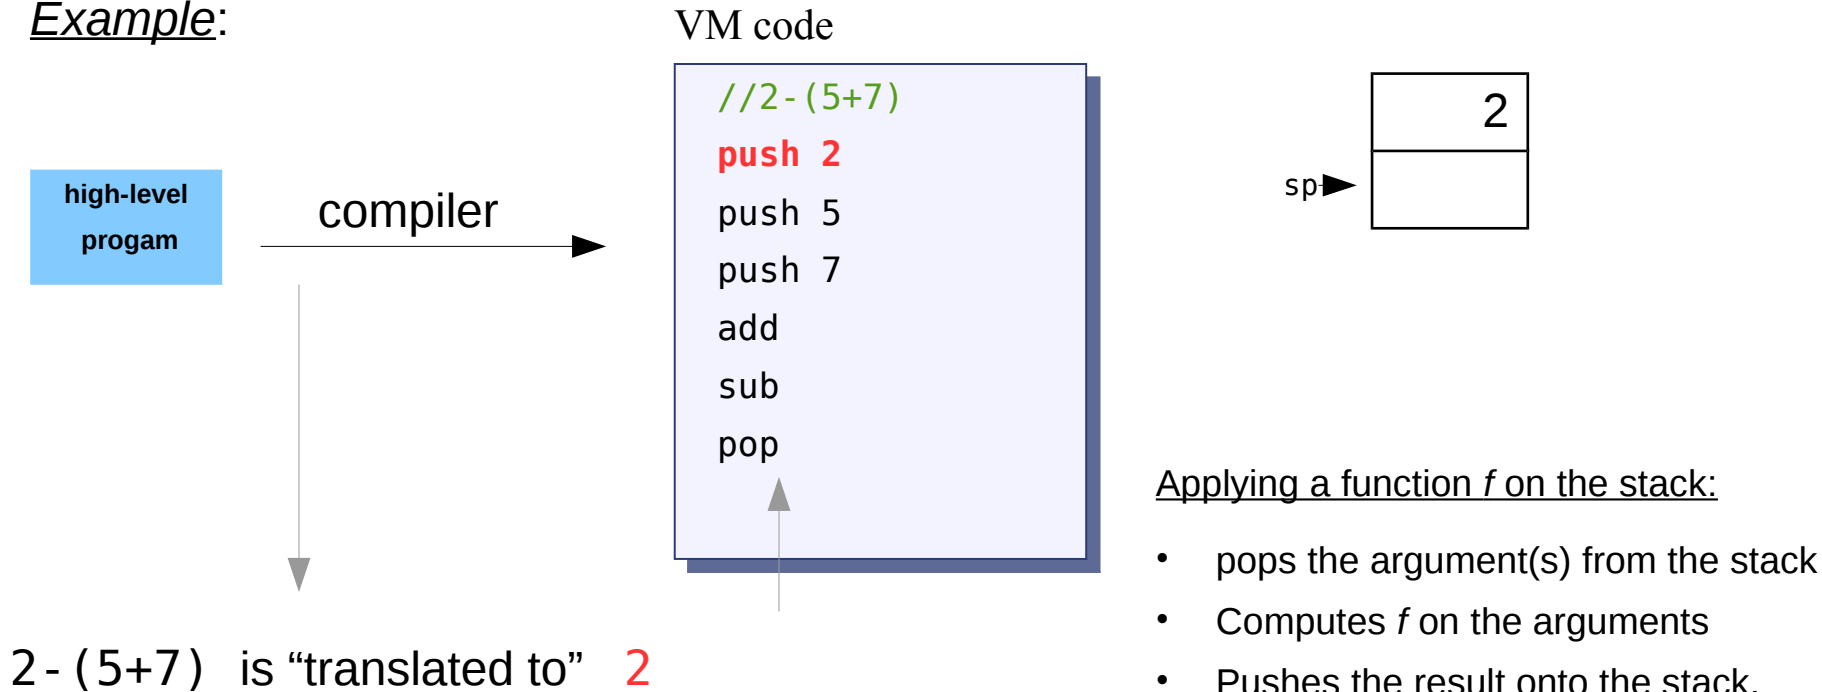 Example:
VM code
//2-(5+7)
push 2
push 5
push 7
add
sub
pop
high-level
progam
compiler
2
sp
Applying a function f on the stack:
• pops the argument(s) from the stack
• Computes f on the arguments
• Pushes the result onto the stack.
2-(5+7) is “translated to” 2